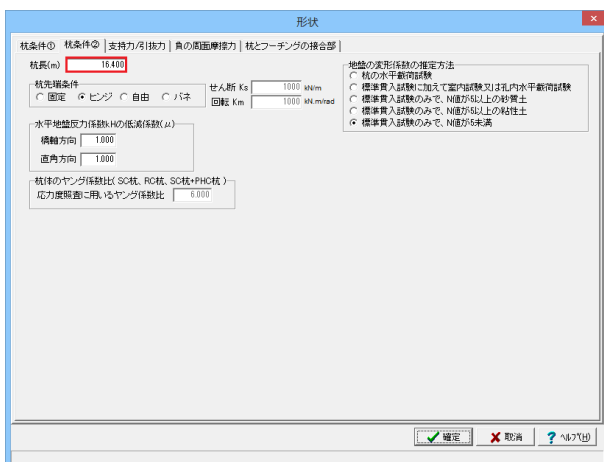 形状
杭条件① 杭条件② 支持力/引抜力 負の周面摩擦力 杭とフーチングの接合部
杭長(m) 16.400
杭先端条件
固定 ヒンジ 自由 バネ
せん断 Ks 1000 kN/m
回転 Km 1000 kN.m/rad
水平地盤反力係数kHの低減係数(μ)
橋軸方向 1.000
直角方向 1.000
杭体のヤング係数比( SC杭、RC杭、SC杭+PHC杭 )
応力度照査に用いるヤング係数比 6.000
地盤の変形係数の推定方法
杭の水平載荷試験
標準貫入試験に加えて室内試験又は孔内水平載荷試験
標準貫入試験のみで、N値が5以上の砂質土
標準貫入試験のみで、N値が5以上の粘性土
標準貫入試験のみで、N値が5未満
確定 取消 ? ヘルプ(H)